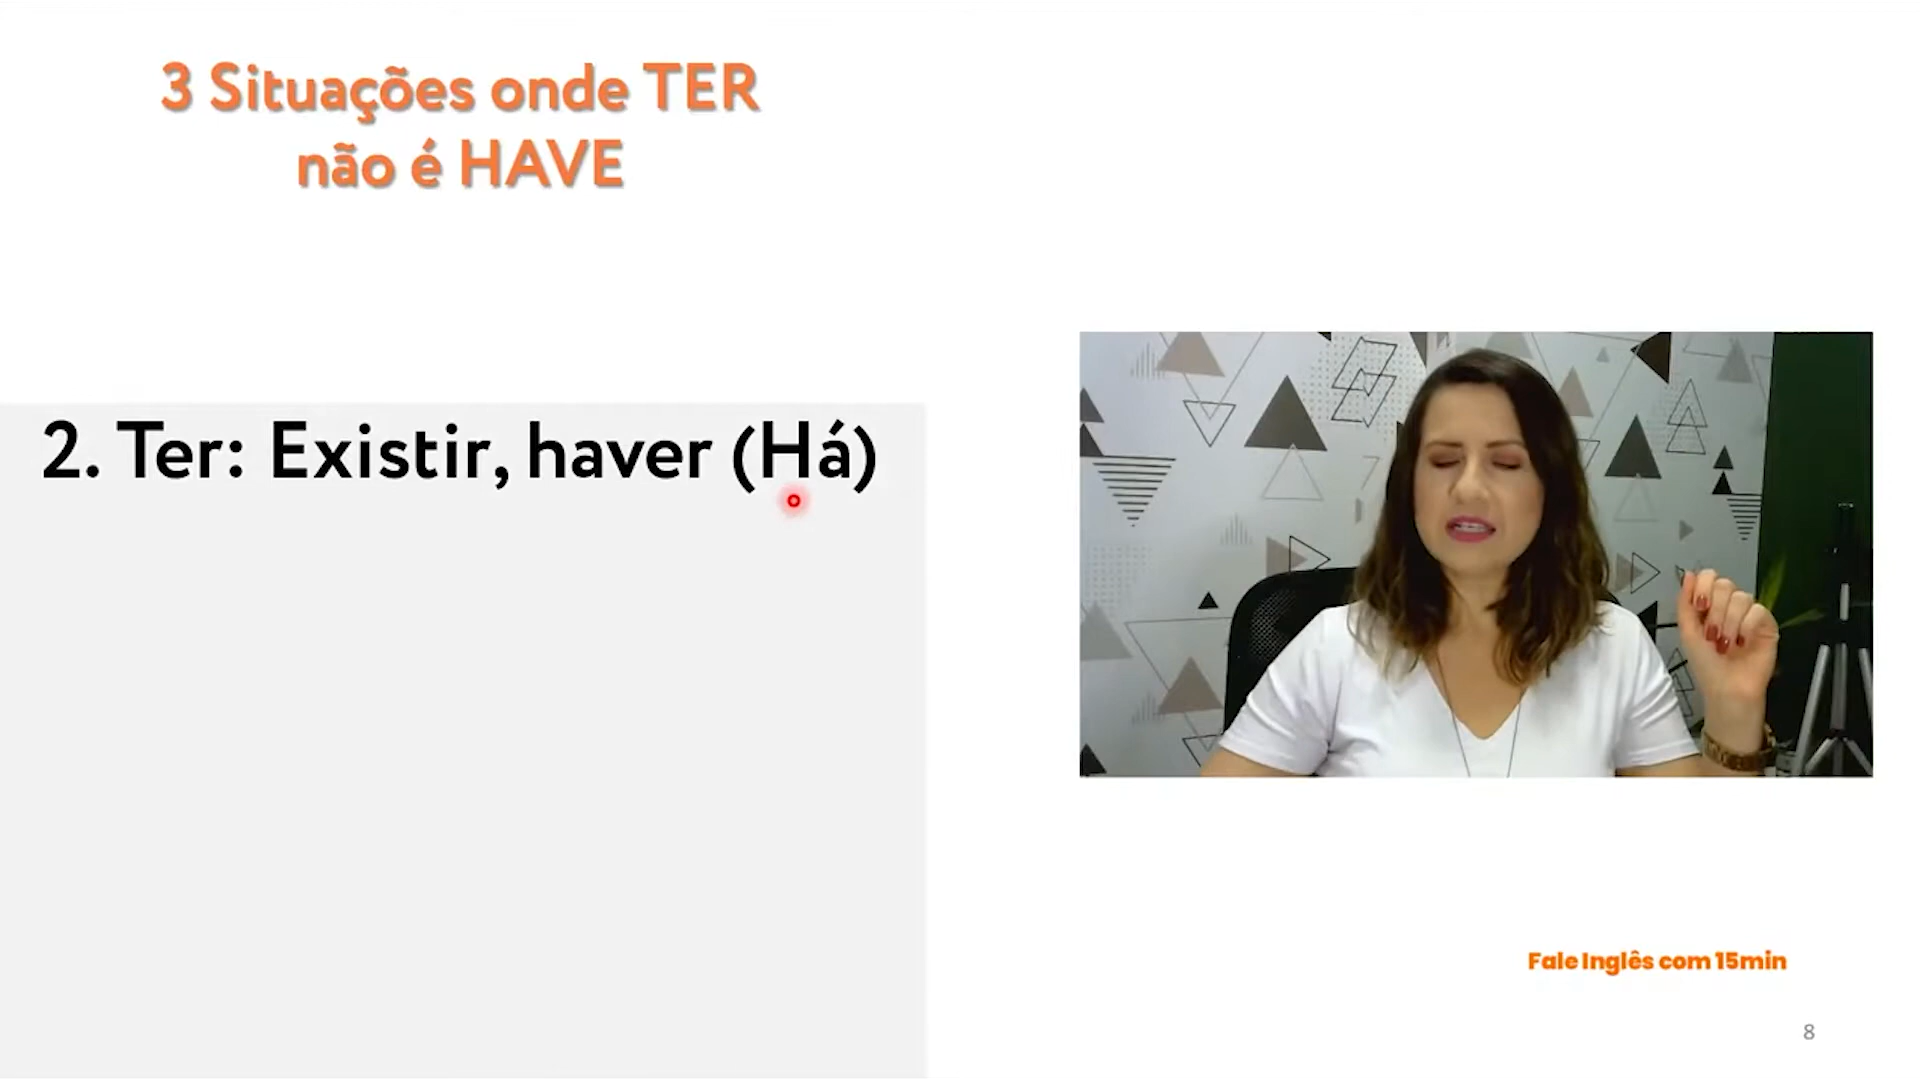 3 Situações onde TER
não é HAVE
2. Ter: Existir, haver (Há)
Fale Inglês com 15min
8